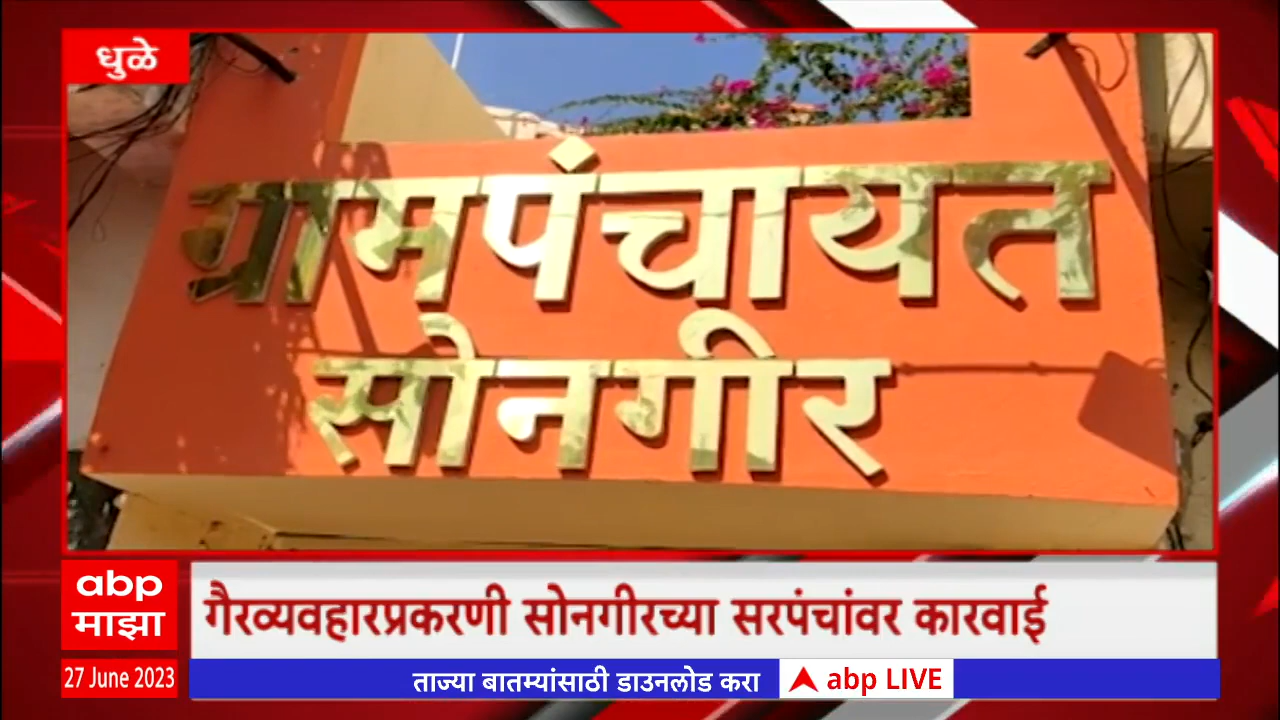 धुळे
ग्रामपंचायत
सोनगीर
abp
माझा
गैरव्यवहारप्रकरणी सोनगीरच्या सरपंचांवर कारवाई
27 June 2023
ताज्या बातम्यांसाठी डाउनलोड करा abp LIVE